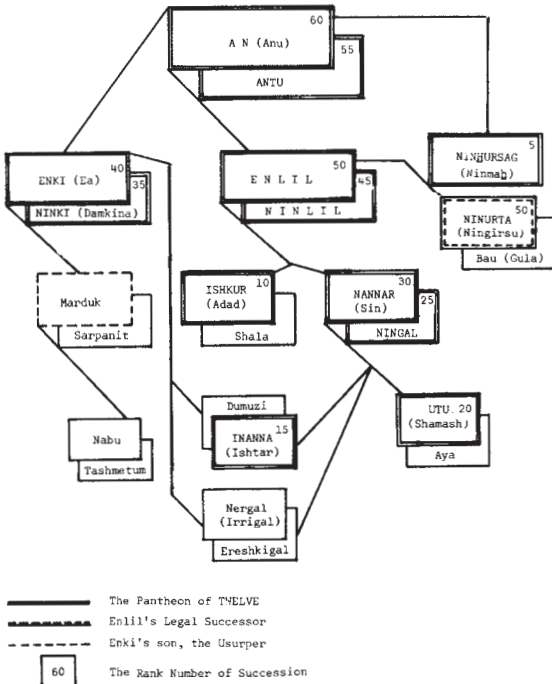 60
A N (Anu)
55
ANTU
5
NINHURSAG
(Ninmah)
40
ENKI (Ea)
35
NINKI (Damkina)
50
E N L I L
45
N I N L I L
50
NINURTA
(Ningirsu)
Bau (Gula)
Marduk
Sarpanit
10
ISHKUR
(Adad)
Shala
30
NANNAR
(Sin)
25
NINGAL
Nabu
Tashmetum
Dumuzi
15
INANNA
(Ishtar)
UTU. 20
(Shamash)
Aya
Nergal
(Irrigal)
Ereshkigal
The Pantheon of TWELVE
Enlil's Legal Successor
Enki's son, the Usurper
60 The Rank Number of Succession